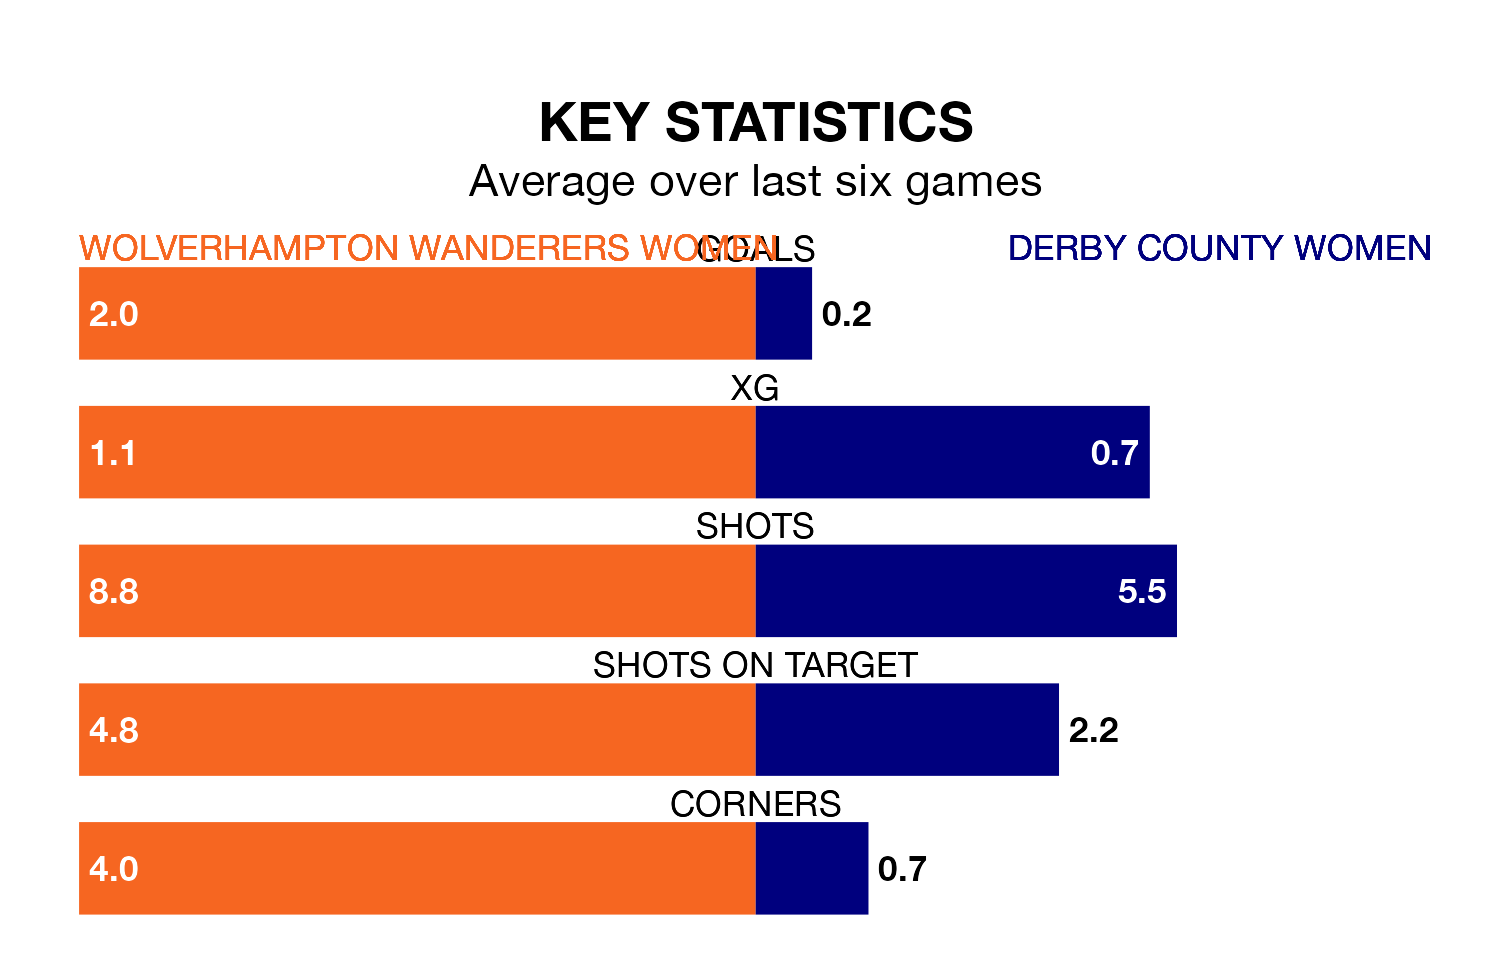 KEY STATISTICS
Average over last six games
WOLVERHAMPTON WANDERERS WOMEN GOALS DERBY COUNTY WOMEN
2.0 0.2
XG
1.1 0.7
SHOTS
8.8 5.5
SHOTS ON TARGET
4.8 2.2
CORNERS
4.0 0.7